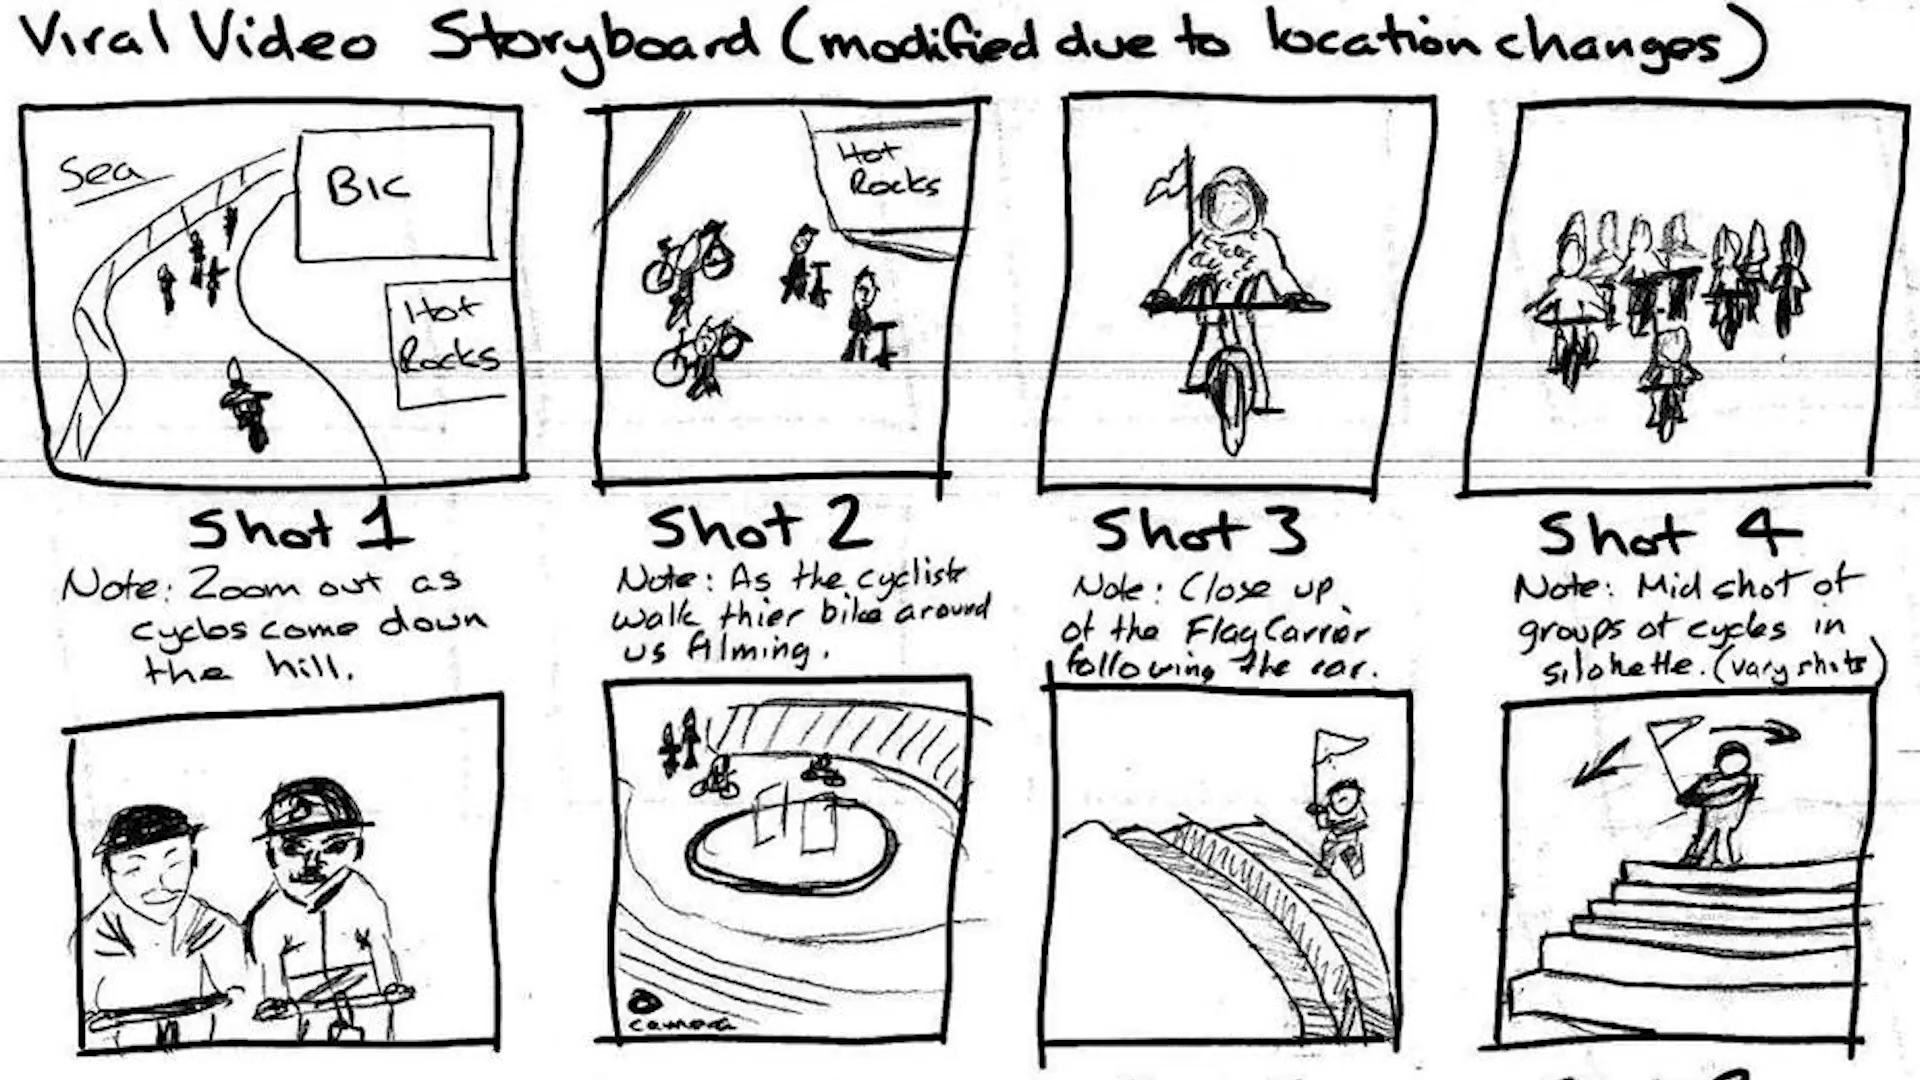 Viral Video Storyboard (modified due to location changes)
Sea
BIC
Hot
Rocks
Hot
Rocks
Shot 1
Note: Zoom out as
cycles come down
the hill.
Shot 2
Note: As the cyclists
walk thier bike around
us filming.
Shot 3
Note: Close up
of the Flag Carrier
following the car.
Shot 4
Note: Mid shot of
groups of cycles in
silohette. (vary shots)
camera